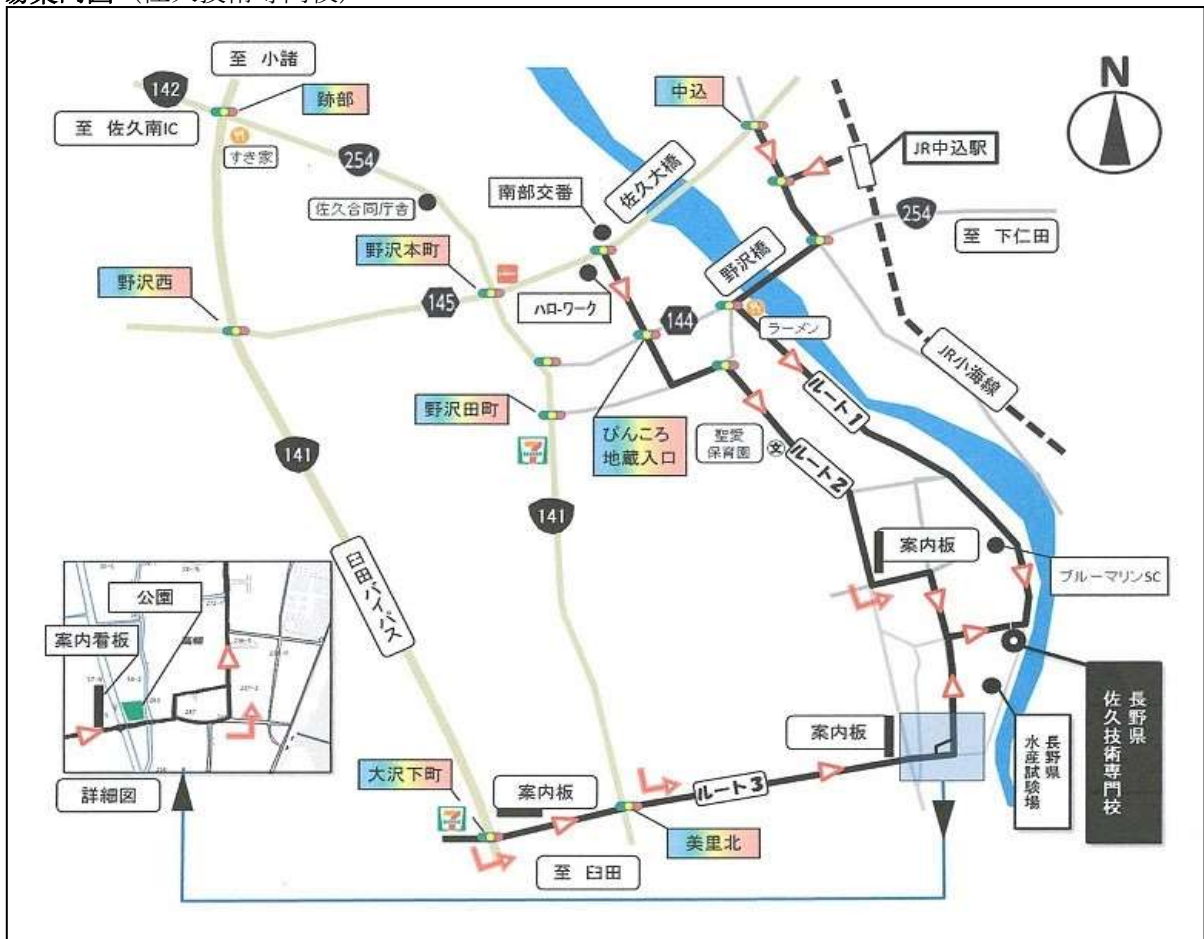 場案内図（佐久技術専門校）
至 小諸
142
跡部
中込
N
至 佐久南IC
すき家
254
佐久大橋
JR中込駅
南部交番
佐久合同庁舎
254
至 下仁田
野沢本町
野沢橋
野沢西
145
ハローワーク
144
ラーメン
JR小海線
野沢田町
ぴんころ
地蔵入口
聖愛
保育園
ルート1
ルート2
141
141
案内板
ブルーマリンSC
臼田バイパス
公園
案内看板
長野県
佐久技術専門校
長野県
水産試験場
案内板
詳細図
大沢下町
案内板
ルート3
美里北
至 臼田